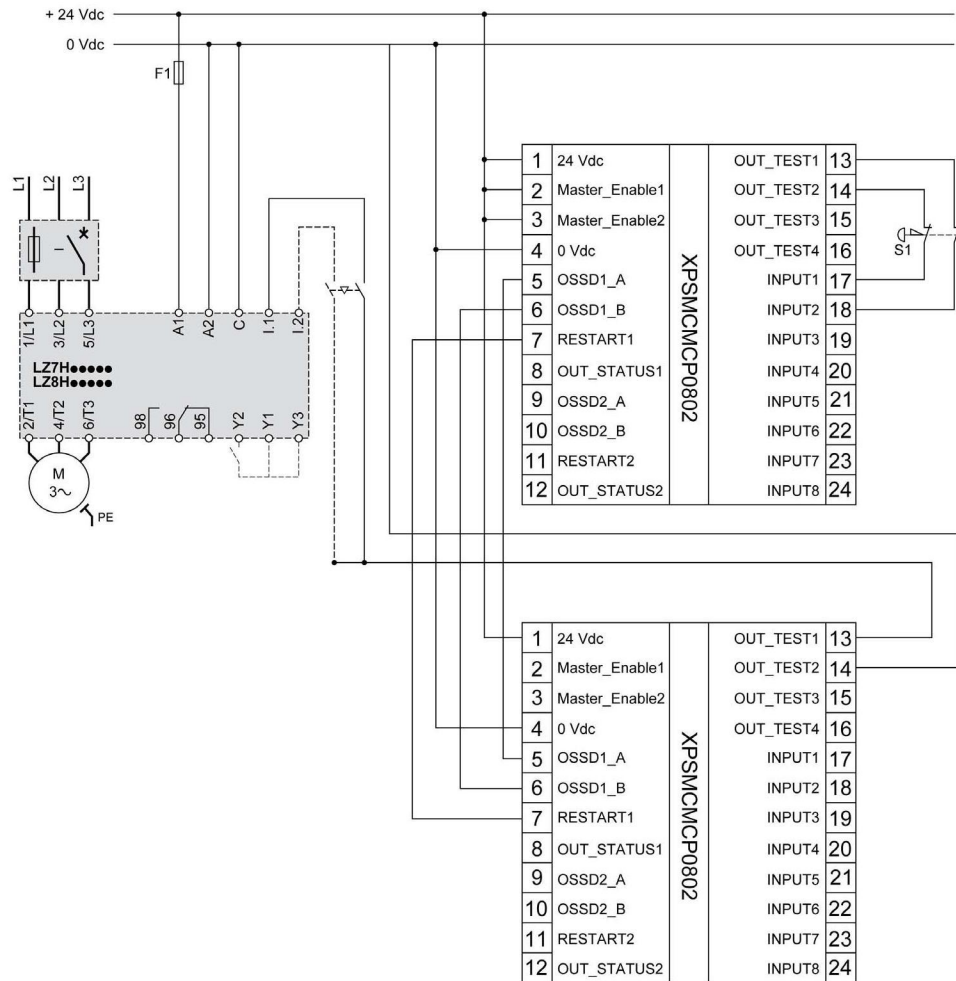 + 24 Vdc
0 Vdc
F1
L1 L2 L3
1/L1 3/L2 5/L3 A1 A2 C I.1 I.2
LZ7H●●●●●
LZ8H●●●●●
2/T1 4/T2 6/T3 98 96 95 Y2 Y1 Y3
M
3~
PE
S1
XPSMCMCP0802
1 24 Vdc OUT_TEST1 13
2 Master_Enable1 OUT_TEST2 14
3 Master_Enable2 OUT_TEST3 15
4 0 Vdc OUT_TEST4 16
5 OSSD1_A INPUT1 17
6 OSSD1_B INPUT2 18
7 RESTART1 INPUT3 19
8 OUT_STATUS1 INPUT4 20
9 OSSD2_A INPUT5 21
10 OSSD2_B INPUT6 22
11 RESTART2 INPUT7 23
12 OUT_STATUS2 INPUT8 24
XPSMCMCP0802
1 24 Vdc OUT_TEST1 13
2 Master_Enable1 OUT_TEST2 14
3 Master_Enable2 OUT_TEST3 15
4 0 Vdc OUT_TEST4 16
5 OSSD1_A INPUT1 17
6 OSSD1_B INPUT2 18
7 RESTART1 INPUT3 19
8 OUT_STATUS1 INPUT4 20
9 OSSD2_A INPUT5 21
10 OSSD2_B INPUT6 22
11 RESTART2 INPUT7 23
12 OUT_STATUS2 INPUT8 24